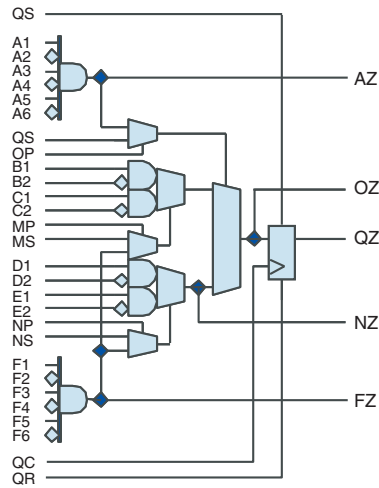 QS
A1
A2
A3
A4
A5
A6
AZ
QS
OP
B1
B2
C1
C2
MP
MS
OZ
QZ
D1
D2
E1
E2
NP
NS
NZ
F1
F2
F3
F4
F5
F6
FZ
QC
QR